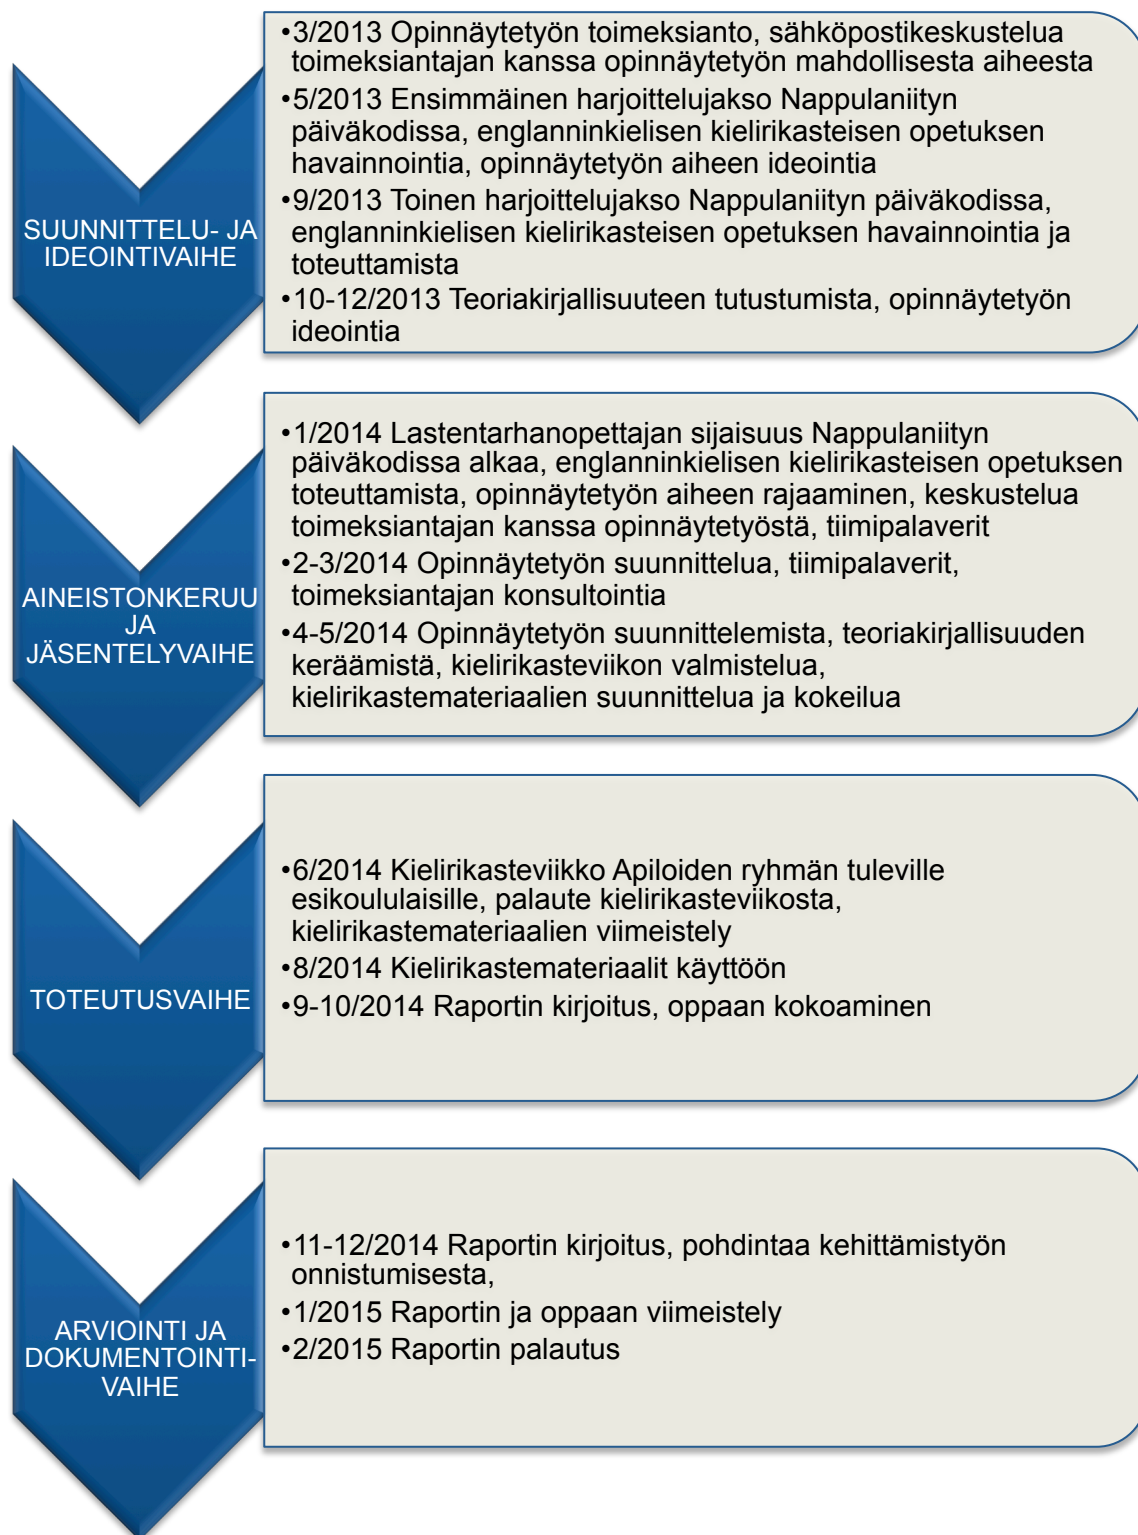 SUUNNITTELU- JA
IDEOINTIVAIHE
•3/2013 Opinnäytetyön toimeksianto, sähköpostikeskustelua
toimeksiantajan kanssa opinnäytetyön mahdollisesta aiheesta
•5/2013 Ensimmäinen harjoittelujakso Nappulaniityn
päiväkodissa, englanninkielisen kielirikasteisen opetuksen
havainnointia, opinnäytetyön aiheen ideointia
•9/2013 Toinen harjoittelujakso Nappulaniityn päiväkodissa,
englanninkielisen kielirikasteisen opetuksen havainnointia ja
toteuttamista
•10-12/2013 Teoriakirjallisuuteen tutustumista, opinnäytetyön
ideointia
AINEISTONKERUU
JA
JÄSENTELYVAIHE
•1/2014 Lastentarhanopettajan sijaisuus Nappulaniityn
päiväkodissa alkaa, englanninkielisen kielirikasteisen opetuksen
toteuttamista, opinnäytetyön aiheen rajaaminen, keskustelua
toimeksiantajan kanssa opinnäytetyöstä, tiimipalaverit
•2-3/2014 Opinnäytetyön suunnittelua, tiimipalaverit,
toimeksiantajan konsultointia
•4-5/2014 Opinnäytetyön suunnittelemista, teoriakirjallisuuden
keräämistä, kielirikasteviikon valmistelua,
kielirikastemateriaalien suunnittelua ja kokeilua
TOTEUTUSVAIHE
•6/2014 Kielirikasteviikko Apiloiden ryhmän tuleville
esikoululaisille, palaute kielirikasteviikosta,
kielirikastemateriaalien viimeistely
•8/2014 Kielirikastemateriaalit käyttöön
•9-10/2014 Raportin kirjoitus, oppaan kokoaminen
ARVIOINTI JA
DOKUMENTOINTI-
VAIHE
•11-12/2014 Raportin kirjoitus, pohdintaa kehittämistyön
onnistumisesta,
•1/2015 Raportin ja oppaan viimeistely
•2/2015 Raportin palautus